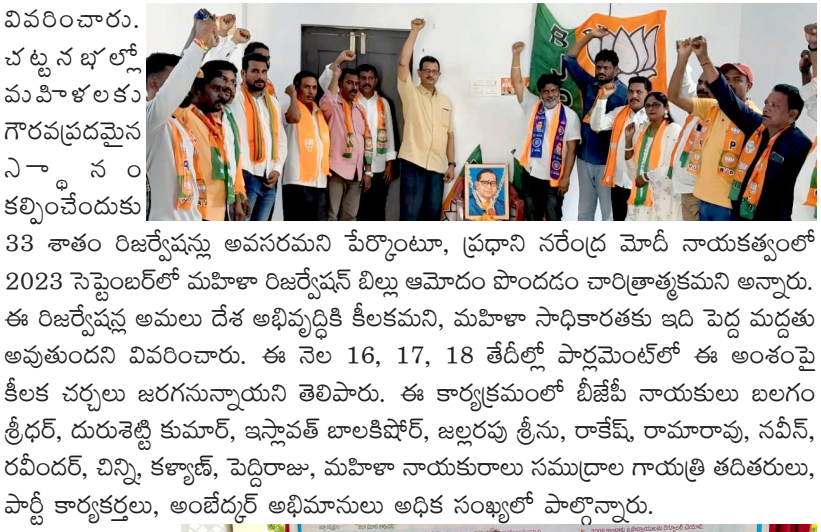 వివరించారు.
చట్టసభల్లో
మహిళలకు
గౌరవప్రదమైన
స్థానం
కల్పించేందుకు
33 శాతం రిజర్వేషన్లు అవసరమని పేర్కొంటూ, ప్రధాని నరేంద్ర మోదీ నాయకత్వంలో
2023 సెప్టెంబర్‌లో మహిళా రిజర్వేషన్ బిల్లు ఆమోదం పొందడం చారిత్రాత్మకమని అన్నారు.
ఈ రిజర్వేషన్ల అమలు దేశ అభివృద్ధికి కీలకమని, మహిళా సాధికారతకు ఇది పెద్ద మద్దతు
అవుతుందని వివరించారు. ఈ నెల 16, 17, 18 తేదీల్లో పార్లమెంట్‌లో ఈ అంశంపై
కీలక చర్చలు జరగనున్నాయని తెలిపారు. ఈ కార్యక్రమంలో బీజేపీ నాయకులు బలగం
శ్రీధర్, దురుశెట్టి కుమార్, ఇస్లావత్ బాలకిషోర్, జల్లరపు శ్రీను, రాకేష్, రామారావు, నవీన్,
రవీందర్, చిన్ని, కళ్యాణ్, పెద్దిరాజు, మహిళా నాయకురాలు సముద్రాల గాయత్రి తదితరులు,
పార్టీ కార్యకర్తలు, అంబేద్కర్ అభిమానులు అధిక సంఖ్యలో పాల్గొన్నారు.